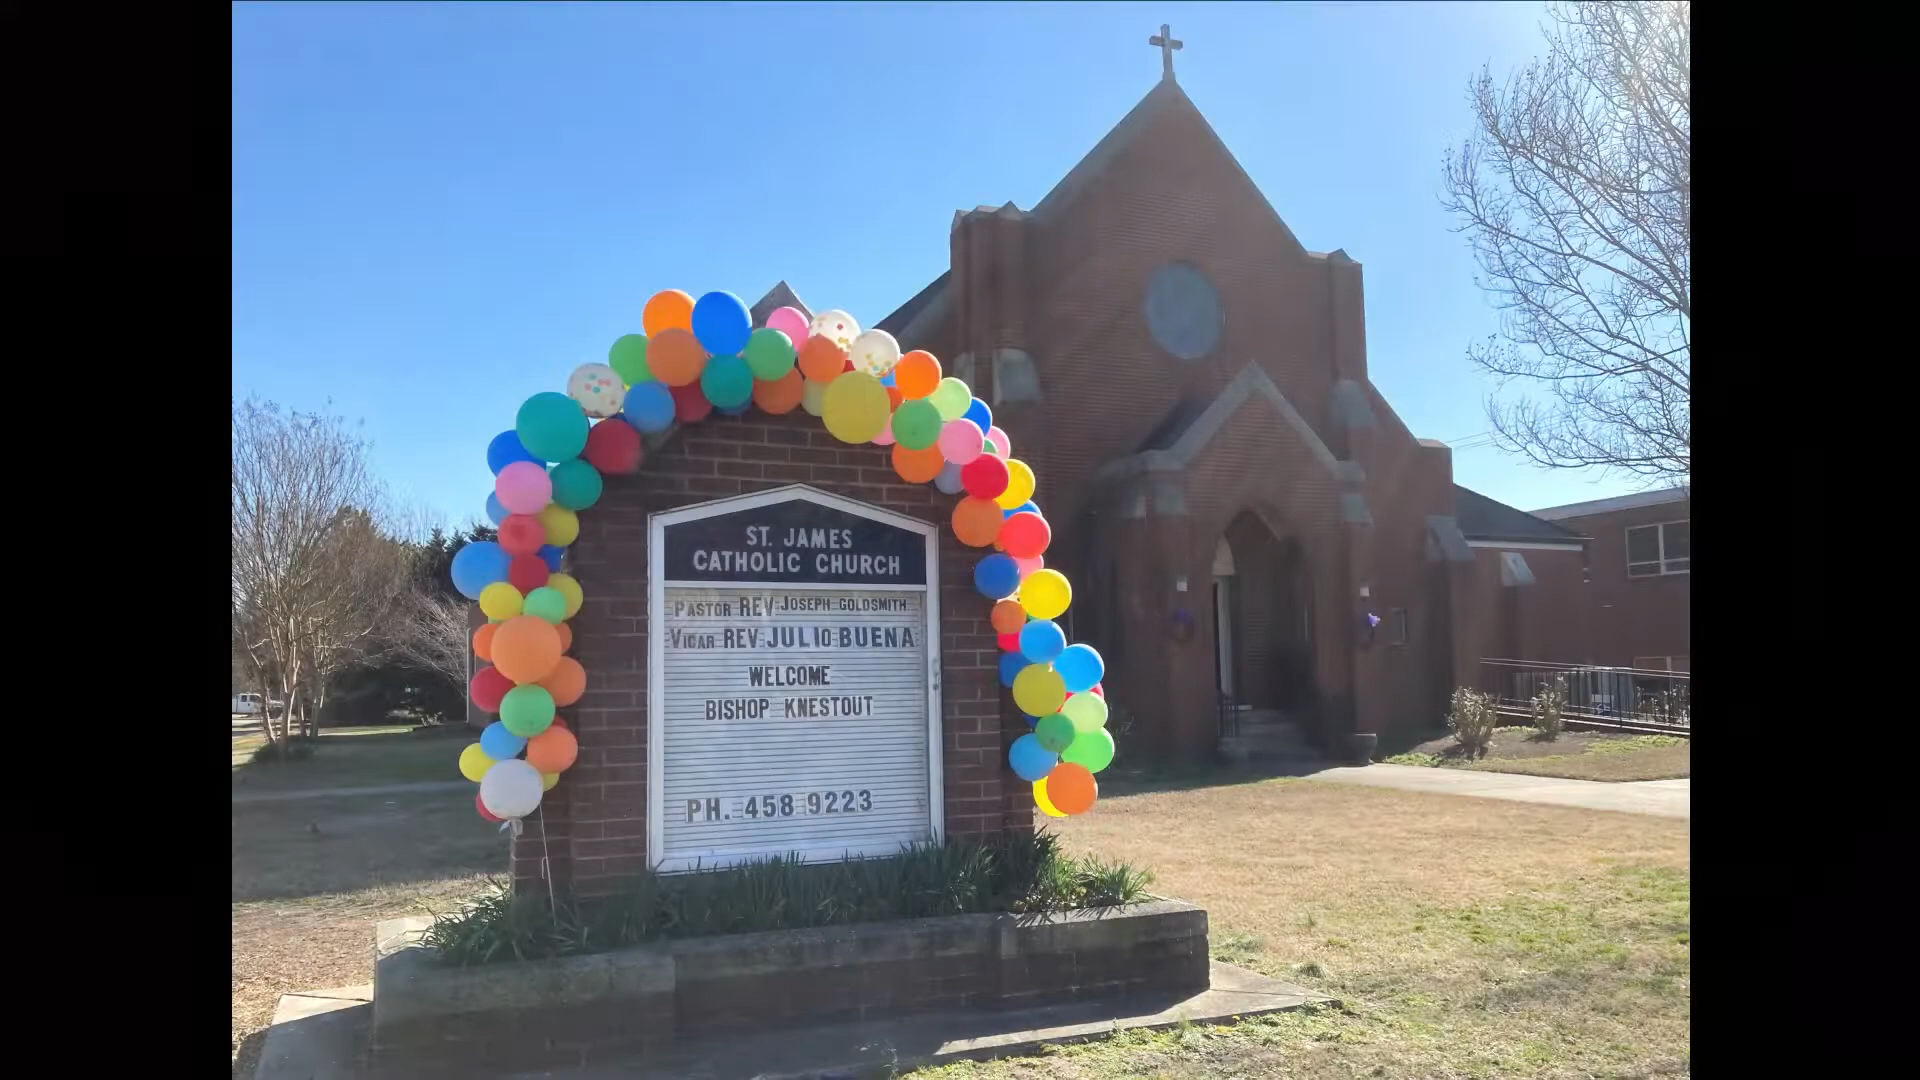 ST. JAMES
CATHOLIC CHURCH
PASTOR REV JOSEPH GOLDSMITH
VICAR REV JULIO BUENA
WELCOME
BISHOP KNESTOUT
PH. 458 9223